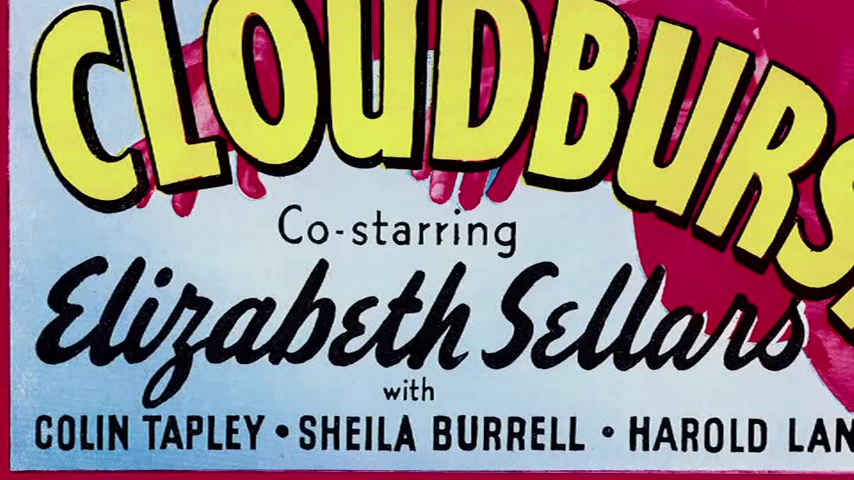 CLOUDBURS
Co-starring
Elizabeth Sellars
with
COLIN TAPLEY • SHEILA BURRELL • HAROLD LAN